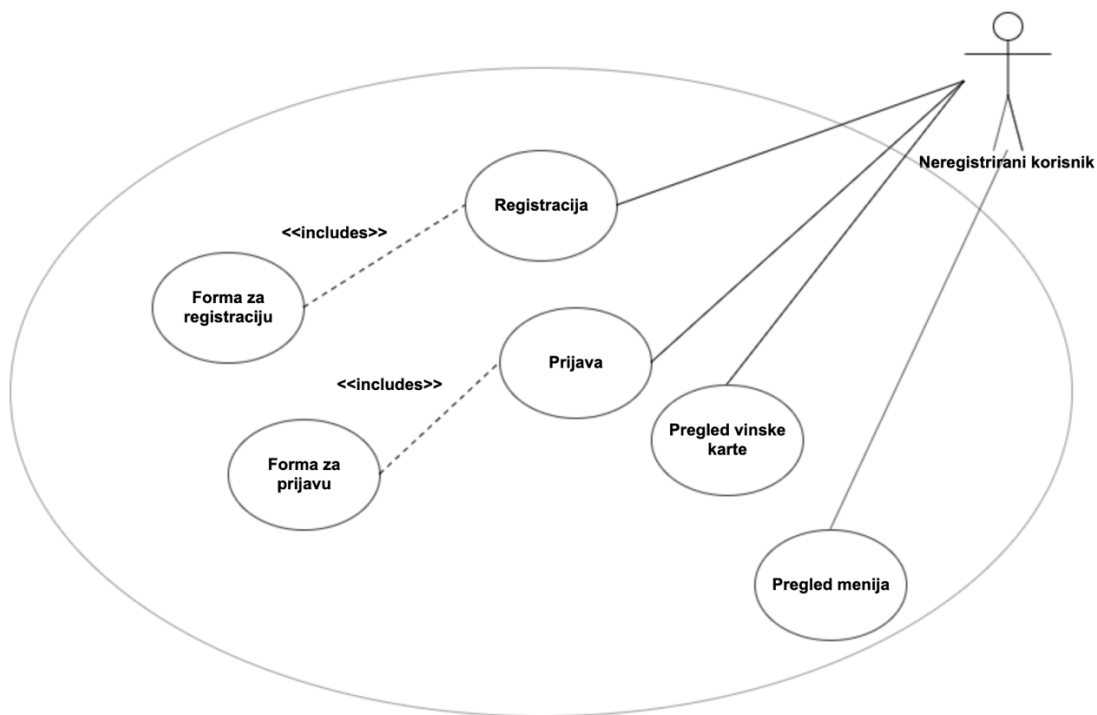 Neregistrirani korisnik
Registracija
<<includes>>
Forma za
registraciju
Prijava
<<includes>>
Pregled vinske
karte
Forma za
prijavu
Pregled menija